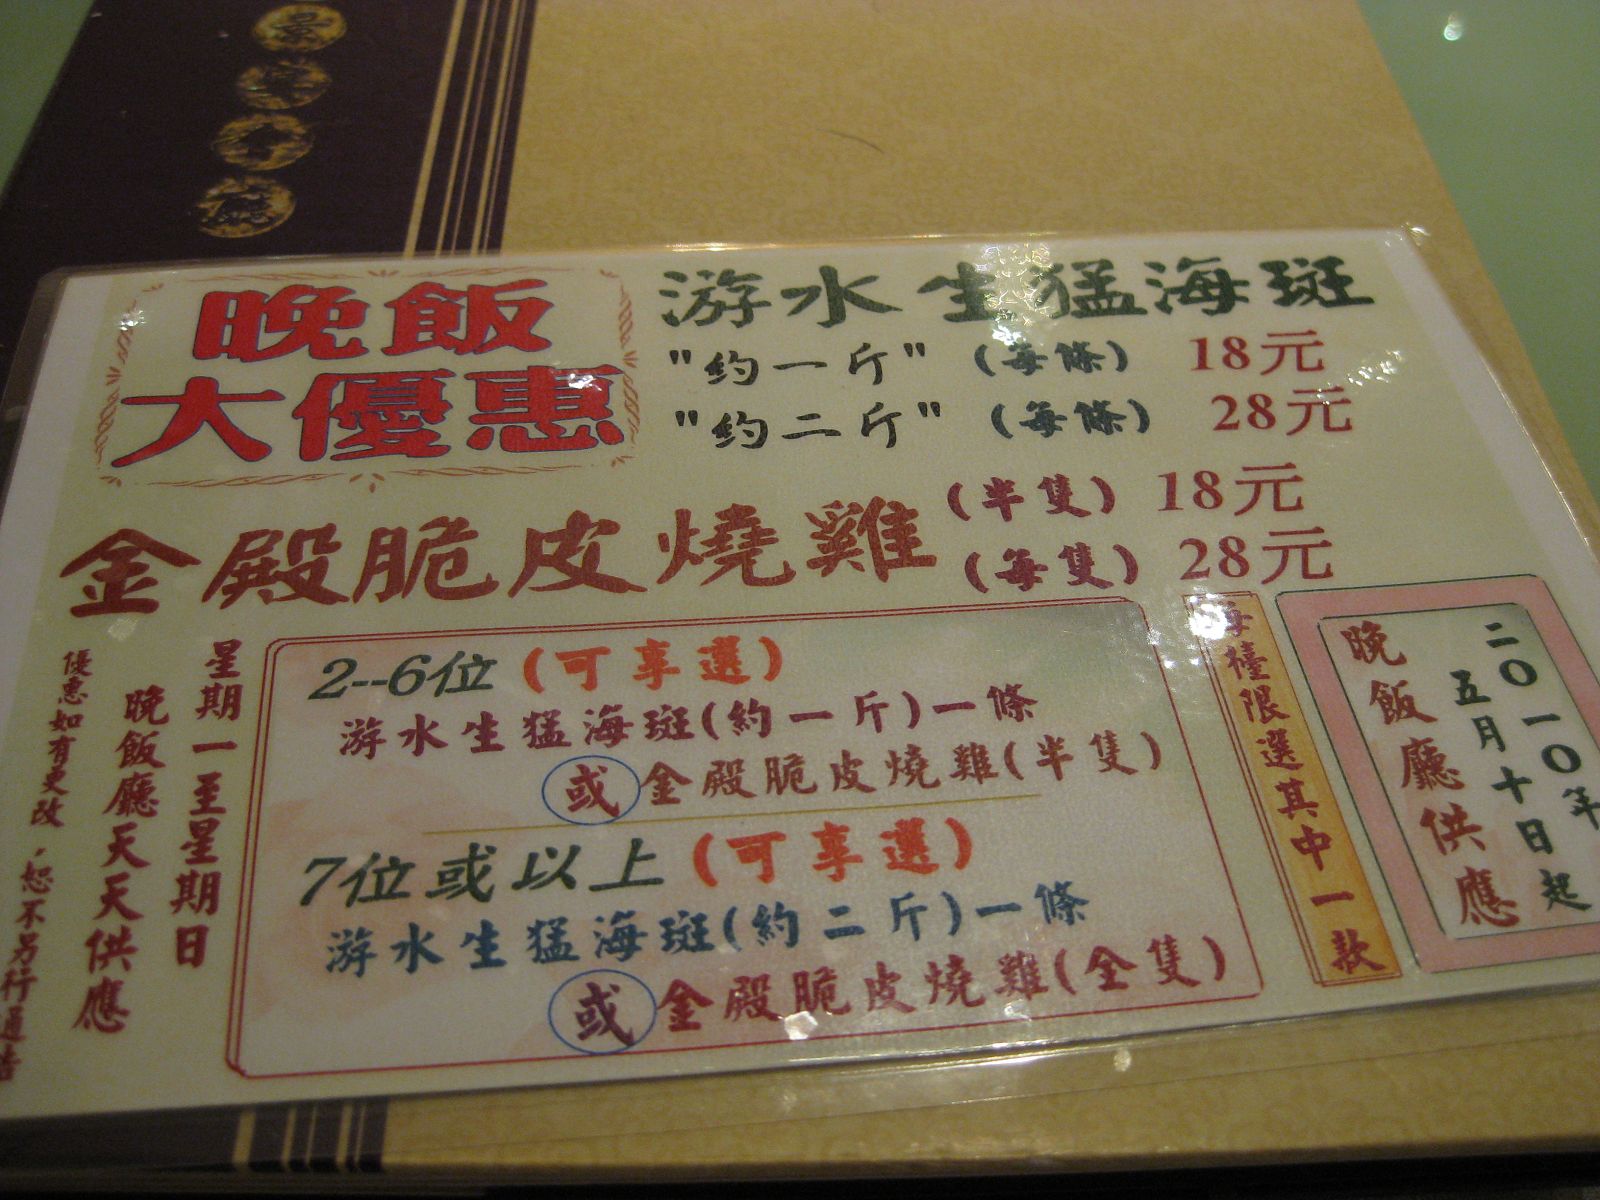 晚飯
大優惠
游水生猛海斑
"約一斤" (每條) 18元
"約二斤" (每條) 28元
金殿脆皮燒雞
(半隻) 18元
(每隻) 28元
2--6位 (可享選)
游水生猛海斑(約一斤)一條
或 金殿脆皮燒雞(半隻)
7位或以上 (可享選)
游水生猛海斑(約二斤)一條
或 金殿脆皮燒雞(全隻)
每檯限選其中一款
二〇一〇年
五月十日起
晚飯廳供應
星期一至星期日
晚飯廳天天供應
優惠如有更改,恕不另行通告